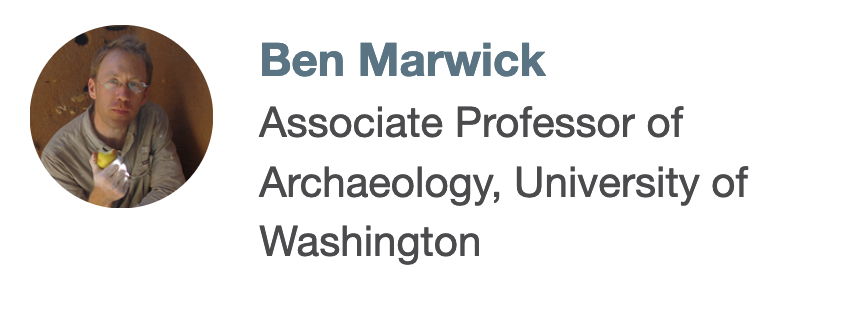 Ben Marwick
Associate Professor of
Archaeology, University of
Washington